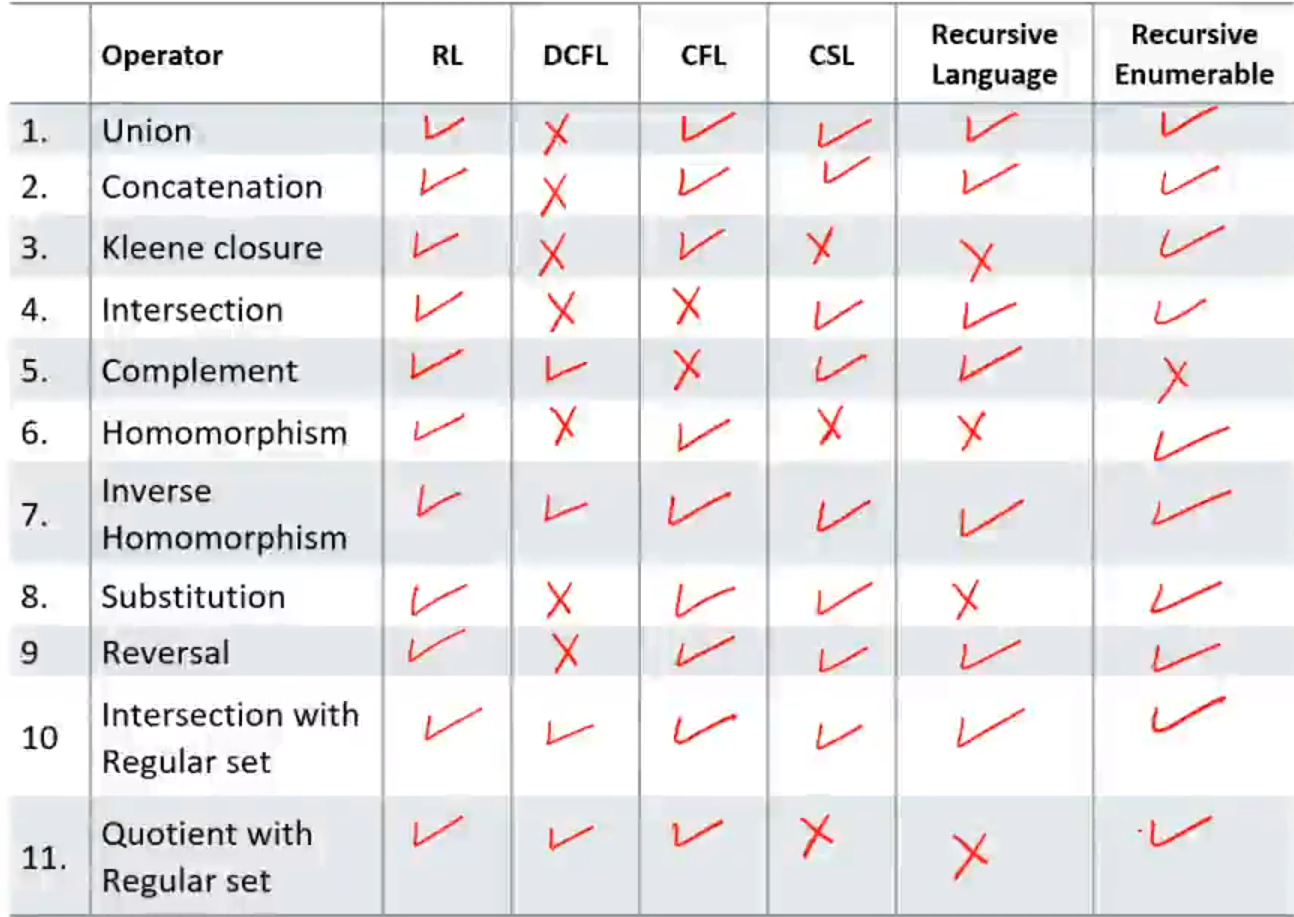 Operator RL DCFL CFL CSL Recursive Language Recursive Enumerable
1. Union ✓ ✗ ✓ ✓ ✓ ✓
2. Concatenation ✓ ✗ ✓ ✓ ✓ ✓
3. Kleene closure ✓ ✗ ✓ ✗ ✗ ✓
4. Intersection ✓ ✗ ✗ ✓ ✓ ✓
5. Complement ✓ ✓ ✗ ✓ ✓ ✗
6. Homomorphism ✓ ✗ ✓ ✗ ✗ ✓
7. Inverse Homomorphism ✓ ✓ ✓ ✓ ✓ ✓
8. Substitution ✓ ✗ ✓ ✓ ✗ ✓
9 Reversal ✓ ✗ ✓ ✓ ✓ ✓
10 Intersection with Regular set ✓ ✓ ✓ ✓ ✓ ✓
11. Quotient with Regular set ✓ ✓ ✓ ✗ ✗ ✓